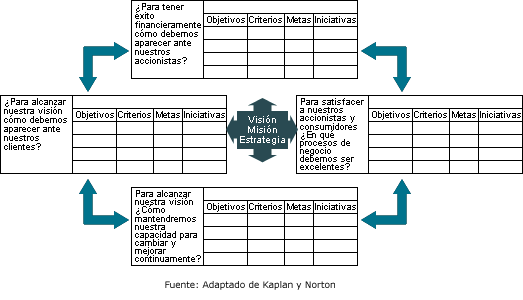 ¿Para tener
éxito
financieramente
cómo debemos
aparecer ante
nuestros
accionistas?
Objetivos Criterios Metas Iniciativas
¿Para alcanzar
nuestra visión
cómo debemos
aparecer ante
nuestros
clientes?
Objetivos Criterios Metas Iniciativas
Visión
Misión
Estrategia
Para satisfacer
a nuestros
accionistas y
consumidores
¿En qué
procesos de
negocio
debemos ser
excelentes?
Objetivos Criterios Metas Iniciativas
Para alcanzar
nuestra visión
¿Cómo
mantendremos
nuestra
capacidad para
cambiar y
mejorar
continuamente?
Objetivos Criterios Metas Iniciativas
Fuente: Adaptado de Kaplan y Norton